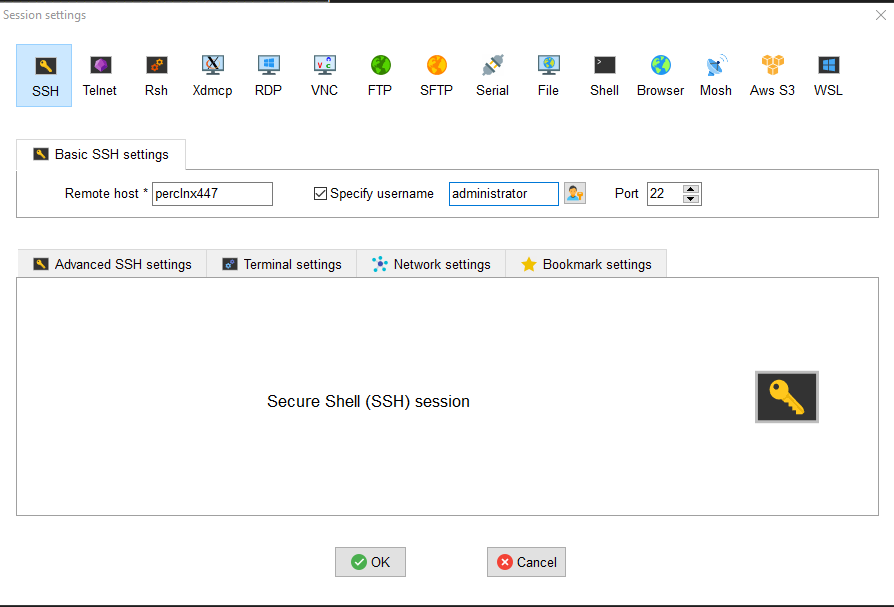 Session settings
SSH Telnet Rsh Xdmcp RDP VNC FTP SFTP Serial File Shell Browser Mosh Aws S3 WSL
Basic SSH settings
Remote host * perclnx447 Specify username administrator Port 22
Advanced SSH settings Terminal settings Network settings Bookmark settings
Secure Shell (SSH) session
OK Cancel